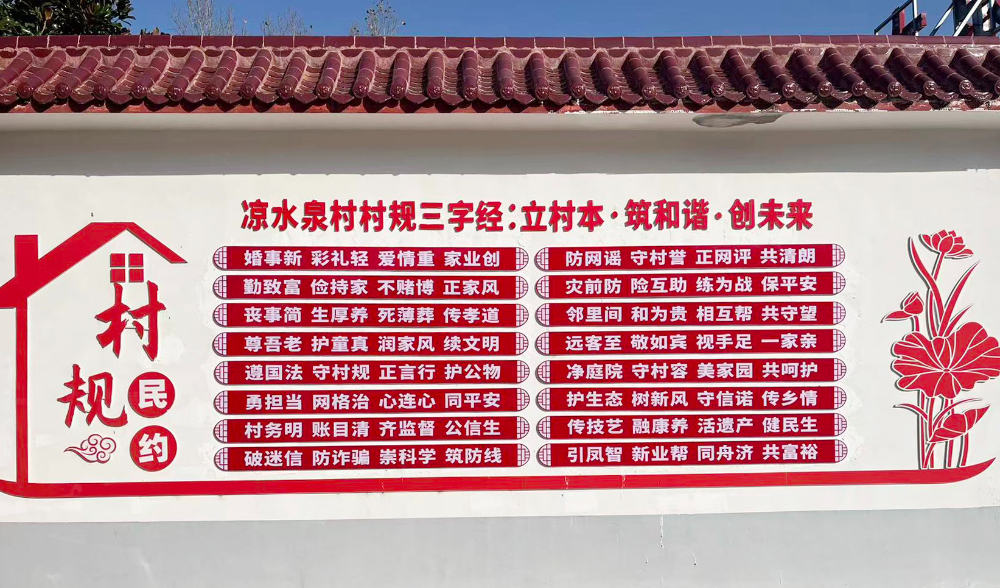 凉水泉村村规三字经：立村本·筑和谐·创未来
村规
民约
婚事新 彩礼轻 爱情重 家业创
勤致富 俭持家 不赌博 正家风
丧事简 生厚养 死薄葬 传孝道
尊吾老 护童真 润家风 续文明
遵国法 守村规 正言行 护公物
勇担当 网格治 心连心 同平安
村务明 账目清 齐监督 公信生
破迷信 防诈骗 崇科学 筑防线
防网谣 守村誉 正网评 共清朗
灾前防 险互助 练为战 保平安
邻里间 和为贵 相互帮 共守望
远客至 敬如宾 视手足 一家亲
净庭院 守村容 美家园 共呵护
护生态 树新风 守信诺 传乡情
传技艺 融康养 活遗产 健民生
引凤智 新业帮 同舟济 共富裕